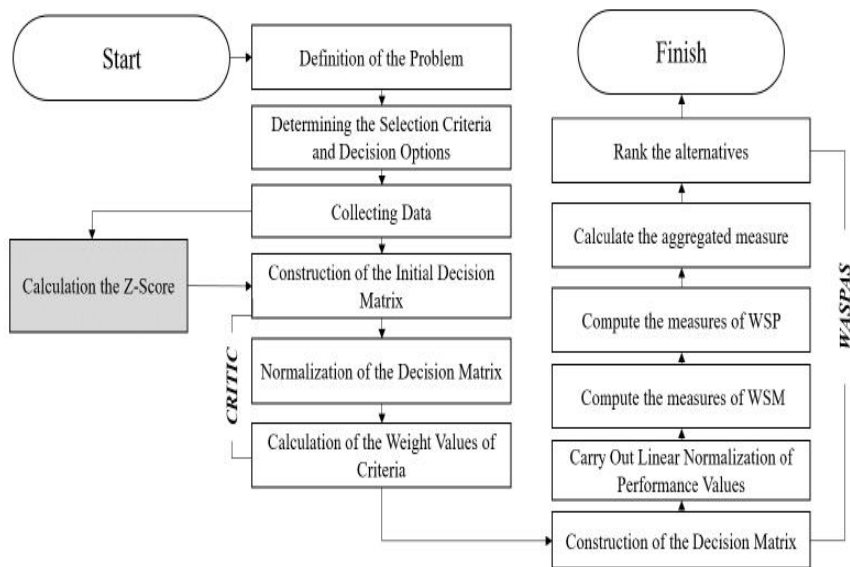 Start
Definition of the Problem
Determining the Selection Criteria
and Decision Options
Collecting Data
Calculation the Z-Score
Construction of the Initial Decision
Matrix
CRITIC
Normalization of the Decision Matrix
Calculation of the Weight Values of
Criteria
Finish
Rank the alternatives
Calculate the aggregated measure
Compute the measures of WSP
WASPAS
Compute the measures of WSM
Carry Out Linear Normalization of
Performance Values
Construction of the Decision Matrix